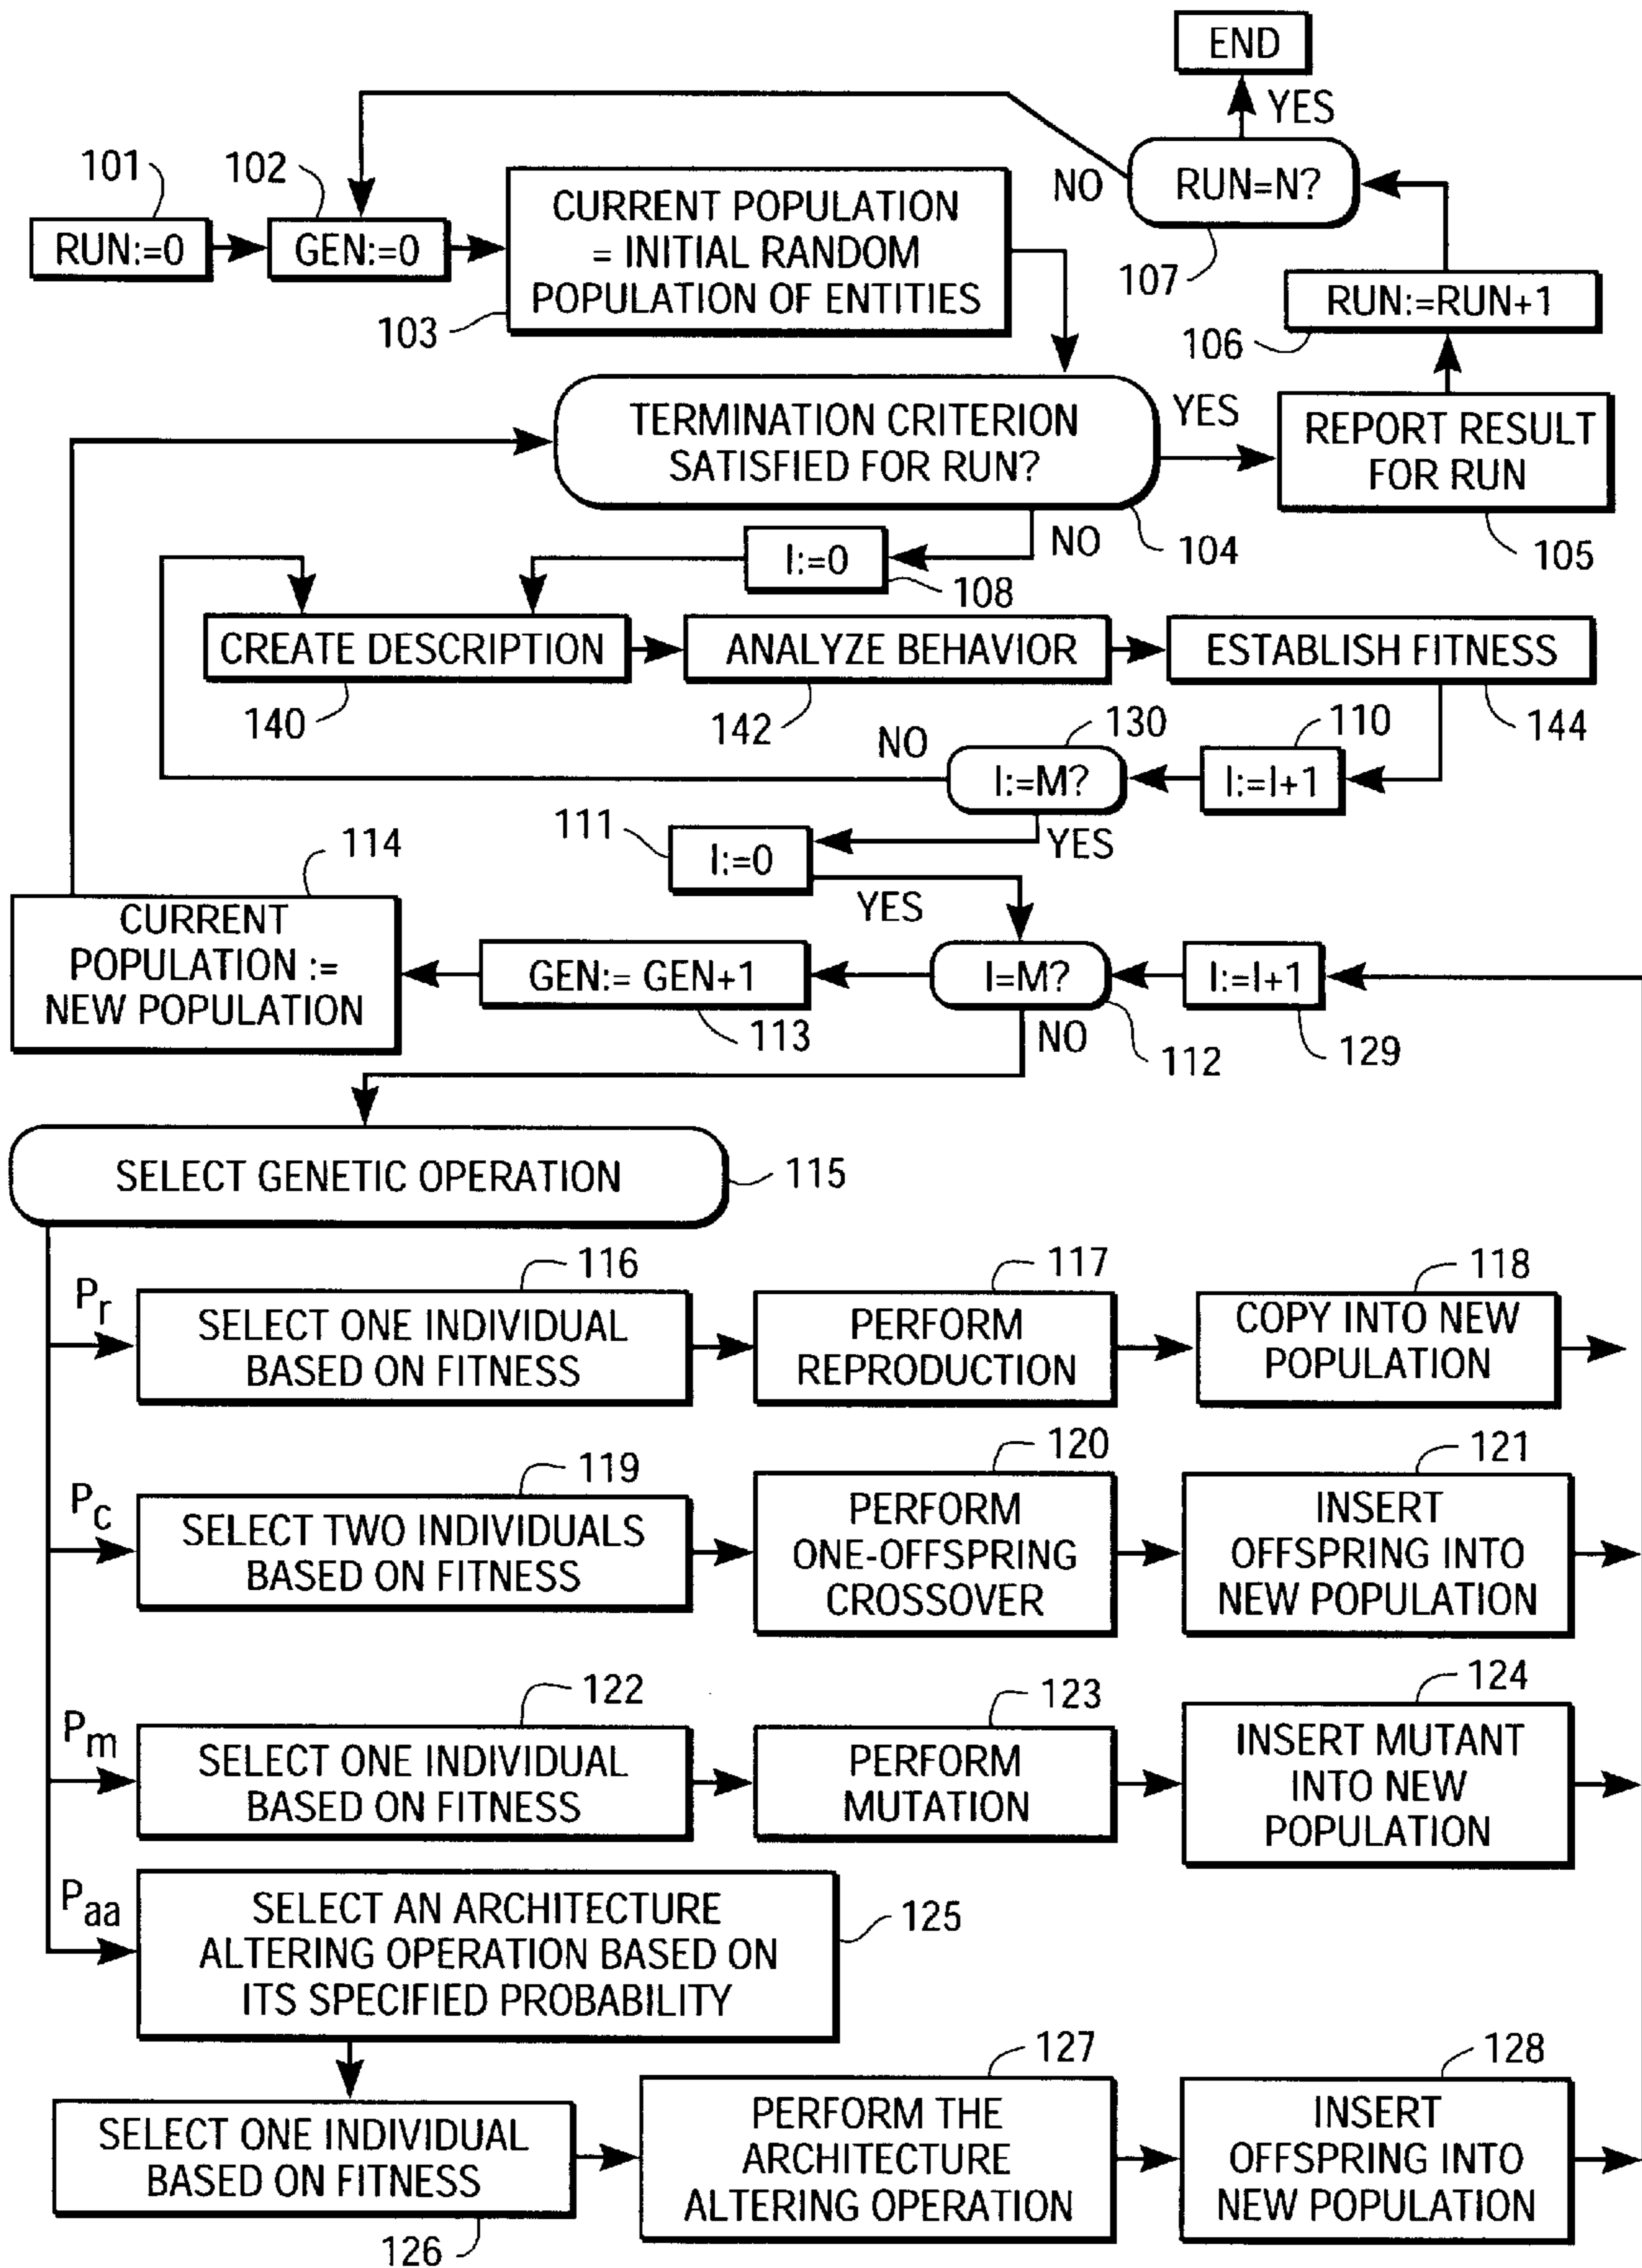 END
YES
101
102
RUN:=0
GEN:=0
CURRENT POPULATION
= INITIAL RANDOM
POPULATION OF ENTITIES
103
NO
RUN=N?
107
RUN:=RUN+1
106
TERMINATION CRITERION
SATISFIED FOR RUN?
YES
REPORT RESULT
FOR RUN
104
105
NO
I:=0
108
CREATE DESCRIPTION
ANALYZE BEHAVIOR
ESTABLISH FITNESS
140
142
144
NO
130
110
I:=M?
I:=I+1
111
I:=0
YES
YES
114
CURRENT
POPULATION :=
NEW POPULATION
GEN:= GEN+1
I=M?
I:=I+1
113
NO
112
129
SELECT GENETIC OPERATION
115
Pr
116
SELECT ONE INDIVIDUAL
BASED ON FITNESS
117
PERFORM
REPRODUCTION
118
COPY INTO NEW
POPULATION
Pc
119
SELECT TWO INDIVIDUALS
BASED ON FITNESS
120
PERFORM
ONE-OFFSPRING
CROSSOVER
121
INSERT
OFFSPRING INTO
NEW POPULATION
Pm
122
SELECT ONE INDIVIDUAL
BASED ON FITNESS
123
PERFORM
MUTATION
124
INSERT MUTANT
INTO NEW
POPULATION
Paa
SELECT AN ARCHITECTURE
ALTERING OPERATION BASED ON
ITS SPECIFIED PROBABILITY
125
SELECT ONE INDIVIDUAL
BASED ON FITNESS
126
127
PERFORM THE
ARCHITECTURE
ALTERING OPERATION
128
INSERT
OFFSPRING INTO
NEW POPULATION